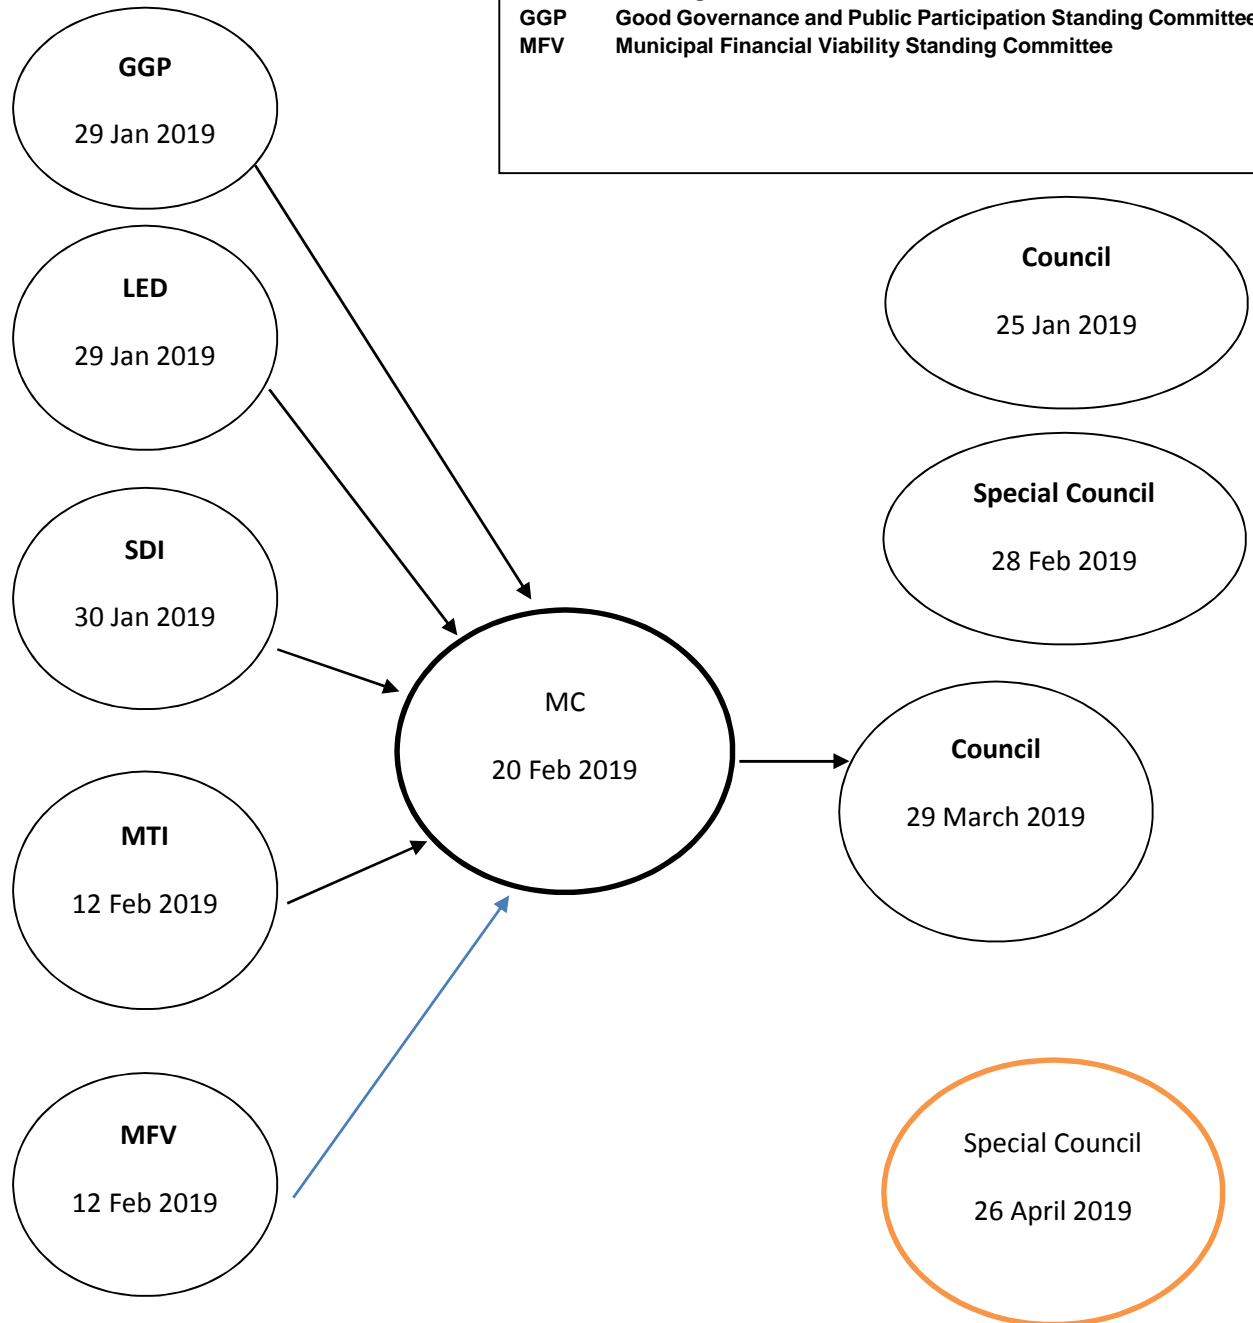 GGP Good Governance and Public Participation Standing Committee
MFV Municipal Financial Viability Standing Committee
GGP
29 Jan 2019
LED
29 Jan 2019
SDI
30 Jan 2019
MTI
12 Feb 2019
MFV
12 Feb 2019
MC
20 Feb 2019
Council
25 Jan 2019
Special Council
28 Feb 2019
Council
29 March 2019
Special Council
26 April 2019